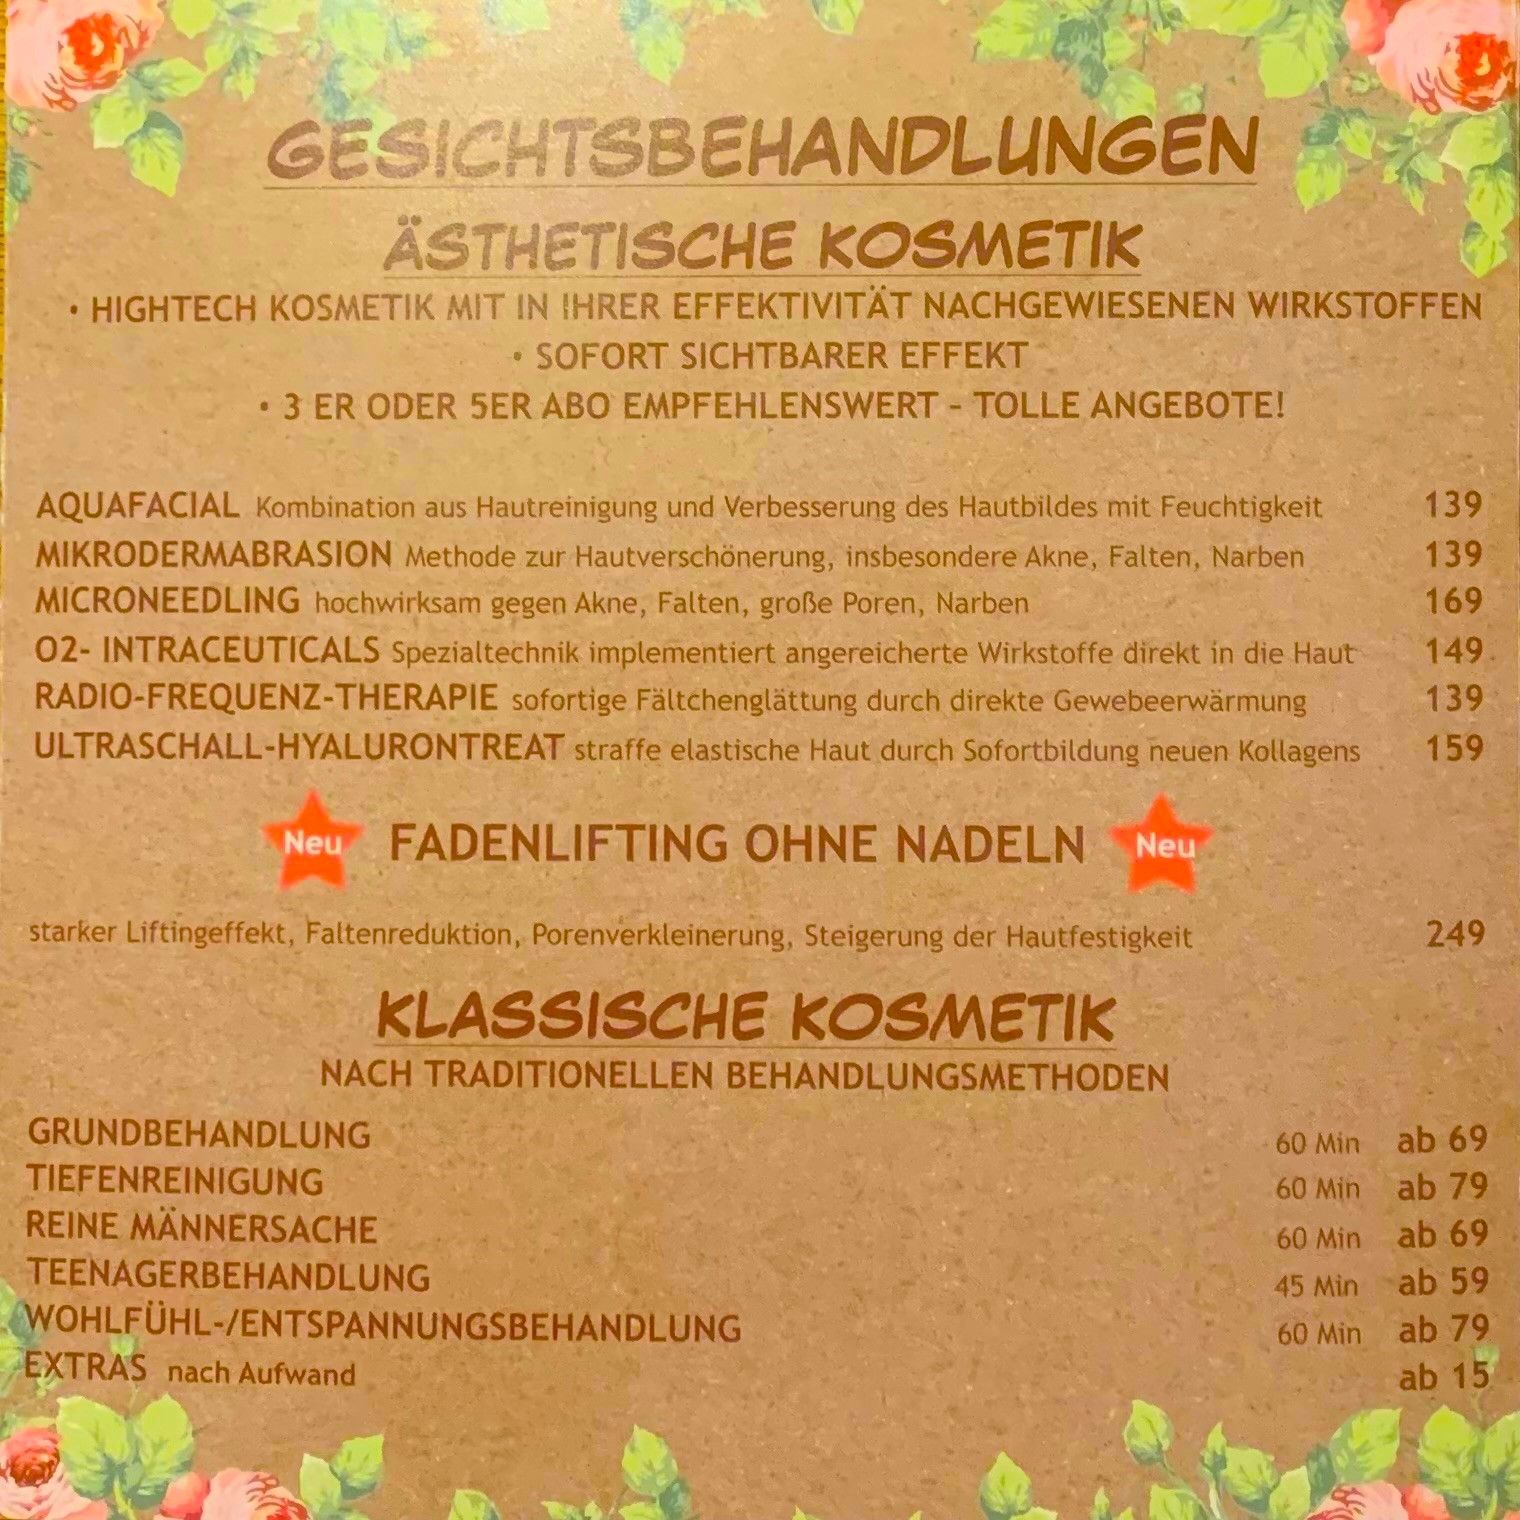 GESICHTSBEHANDLUNGEN
ÄSTHETISCHE KOSMETIK
• HIGHTECH KOSMETIK MIT IN IHRER EFFEKTIVITÄT NACHGEWIESENEN WIRKSTOFFEN
• SOFORT SICHTBARER EFFEKT
• 3 ER ODER 5ER ABO EMPFEHLENSWERT - TOLLE ANGEBOTE!
AQUAFACIAL Kombination aus Hautreinigung und Verbesserung des Hautbildes mit Feuchtigkeit 139
MIKRODERMABRASION Methode zur Hautverschönerung, insbesondere Akne, Falten, Narben 139
MICRONEEDLING hochwirksam gegen Akne, Falten, große Poren, Narben 169
O2- INTRACEUTICALS Spezialtechnik implementiert angereicherte Wirkstoffe direkt in die Haut 149
RADIO-FREQUENZ-THERAPIE sofortige Fältchenglättung durch direkte Gewebeerwärmung 139
ULTRASCHALL-HYALURONTREAT straffe elastische Haut durch Sofortbildung neuen Kollagens 159
Neu FADENLIFTING OHNE NADELN Neu
starker Liftingeffekt, Faltenreduktion, Porenverkleinerung, Steigerung der Hautfestigkeit 249
KLASSISCHE KOSMETIK
NACH TRADITIONELLEN BEHANDLUNGSMETHODEN
GRUNDBEHANDLUNG 60 Min ab 69
TIEFENREINIGUNG 60 Min ab 79
REINE MÄNNERSACHE 60 Min ab 69
TEENAGERBEHANDLUNG 45 Min ab 59
WOHLFÜHL-/ENTSPANNUNGSBEHANDLUNG 60 Min ab 79
EXTRAS nach Aufwand ab 15